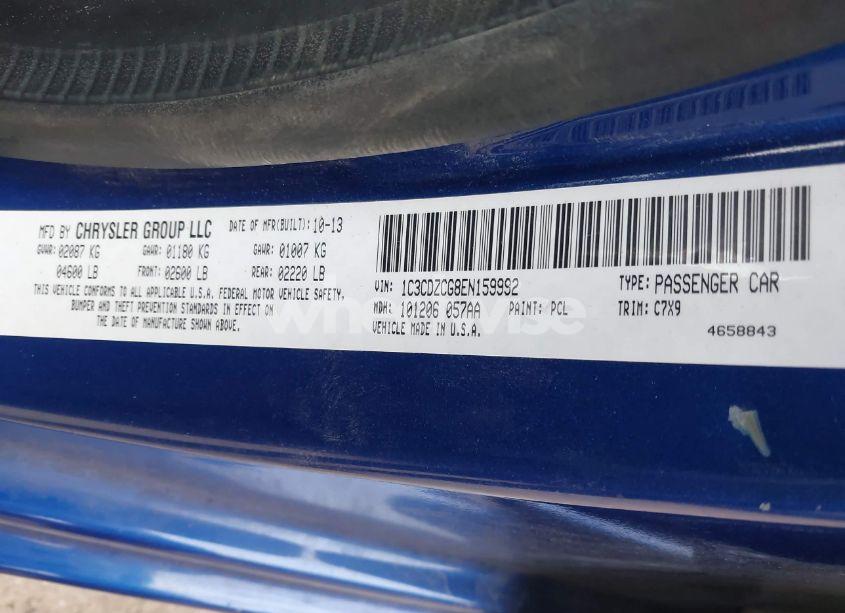 MFD BY CHRYSLER GROUP LLC DATE OF MFR(BUILT):10-13
GVWR:02087 KG GAWR:01180 KG GAWR:01007 KG
04600 LB FRONT:02600 LB REAR:02220 LB
THIS VEHICLE CONFORMS TO ALL APPLICABLE U.S.A. FEDERAL MOTOR VEHICLE SAFETY,
BUMPER AND THEFT PREVENTION STANDARDS IN EFFECT ON
THE DATE OF MANUFACTURE SHOWN ABOVE.
VIN: 1C3CDZCG8EN159992 TYPE: PASSENGER CAR
MDH: 101206 057AA PAINT: PCL TRIM: C7X9
VEHICLE MADE IN U.S.A. 4658843